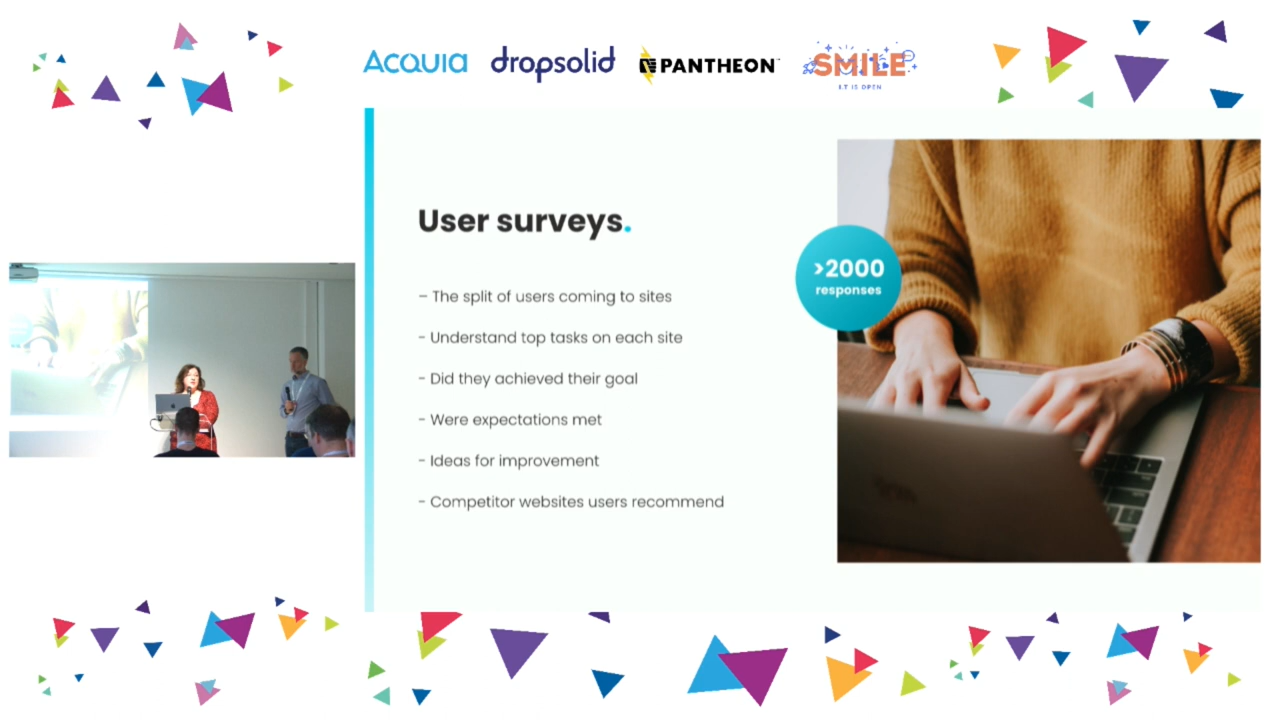 ACQUIA
dropsolid
PANTHEON
SMILE
I.T IS OPEN
User surveys.
>2000
responses
– The split of users coming to sites
- Understand top tasks on each site
- Did they achieved their goal
- Were expectations met
- Ideas for improvement
- Competitor websites users recommend